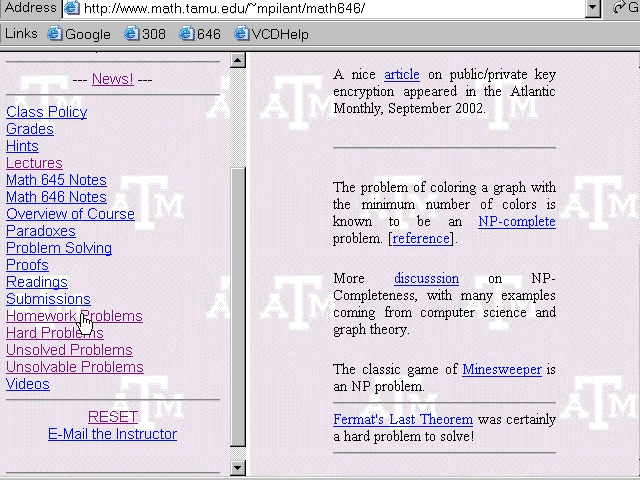 Address http://www.math.tamu.edu/~mpilant/math646/ G
Links Google 308 646 VCDHelp
--- News! ---
Class Policy
Grades
Hints
Lectures
Math 645 Notes
Math 646 Notes
Overview of Course
Paradoxes
Problem Solving
Proofs
Readings
Submissions
Homework Problems
Hard Problems
Unsolved Problems
Unsolvable Problems
Videos
RESET
E-Mail the Instructor
A nice article on public/private key
encryption appeared in the Atlantic
Monthly, September 2002.
The problem of coloring a graph with
the minimum number of colors is
known to be an NP-complete
problem. [reference].
More discusssion on NP-
Completeness, with many examples
coming from computer science and
graph theory.
The classic game of Minesweeper is
an NP problem.
Fermat's Last Theorem was certainly
a hard problem to solve!